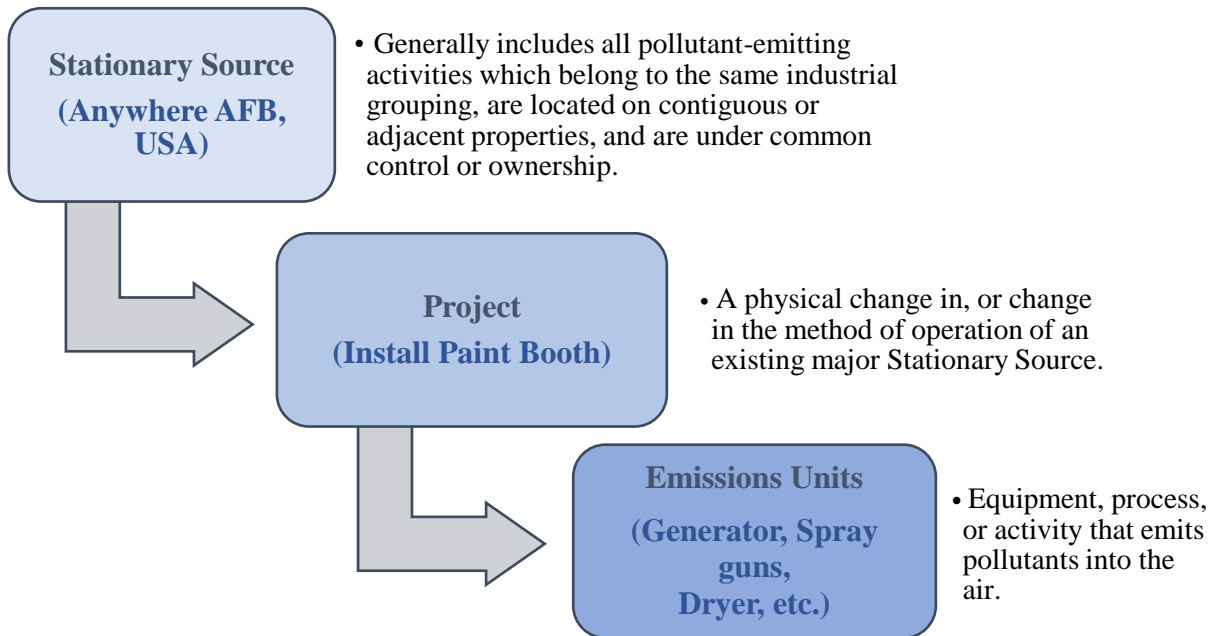 Stationary Source
(Anywhere AFB,
USA)
• Generally includes all pollutant-emitting
activities which belong to the same industrial
grouping, are located on contiguous or
adjacent properties, and are under common
control or ownership.
Project
(Install Paint Booth)
• A physical change in, or change
in the method of operation of an
existing major Stationary Source.
Emissions Units
(Generator, Spray
guns,
Dryer, etc.)
• Equipment, process,
or activity that emits
pollutants into the
air.